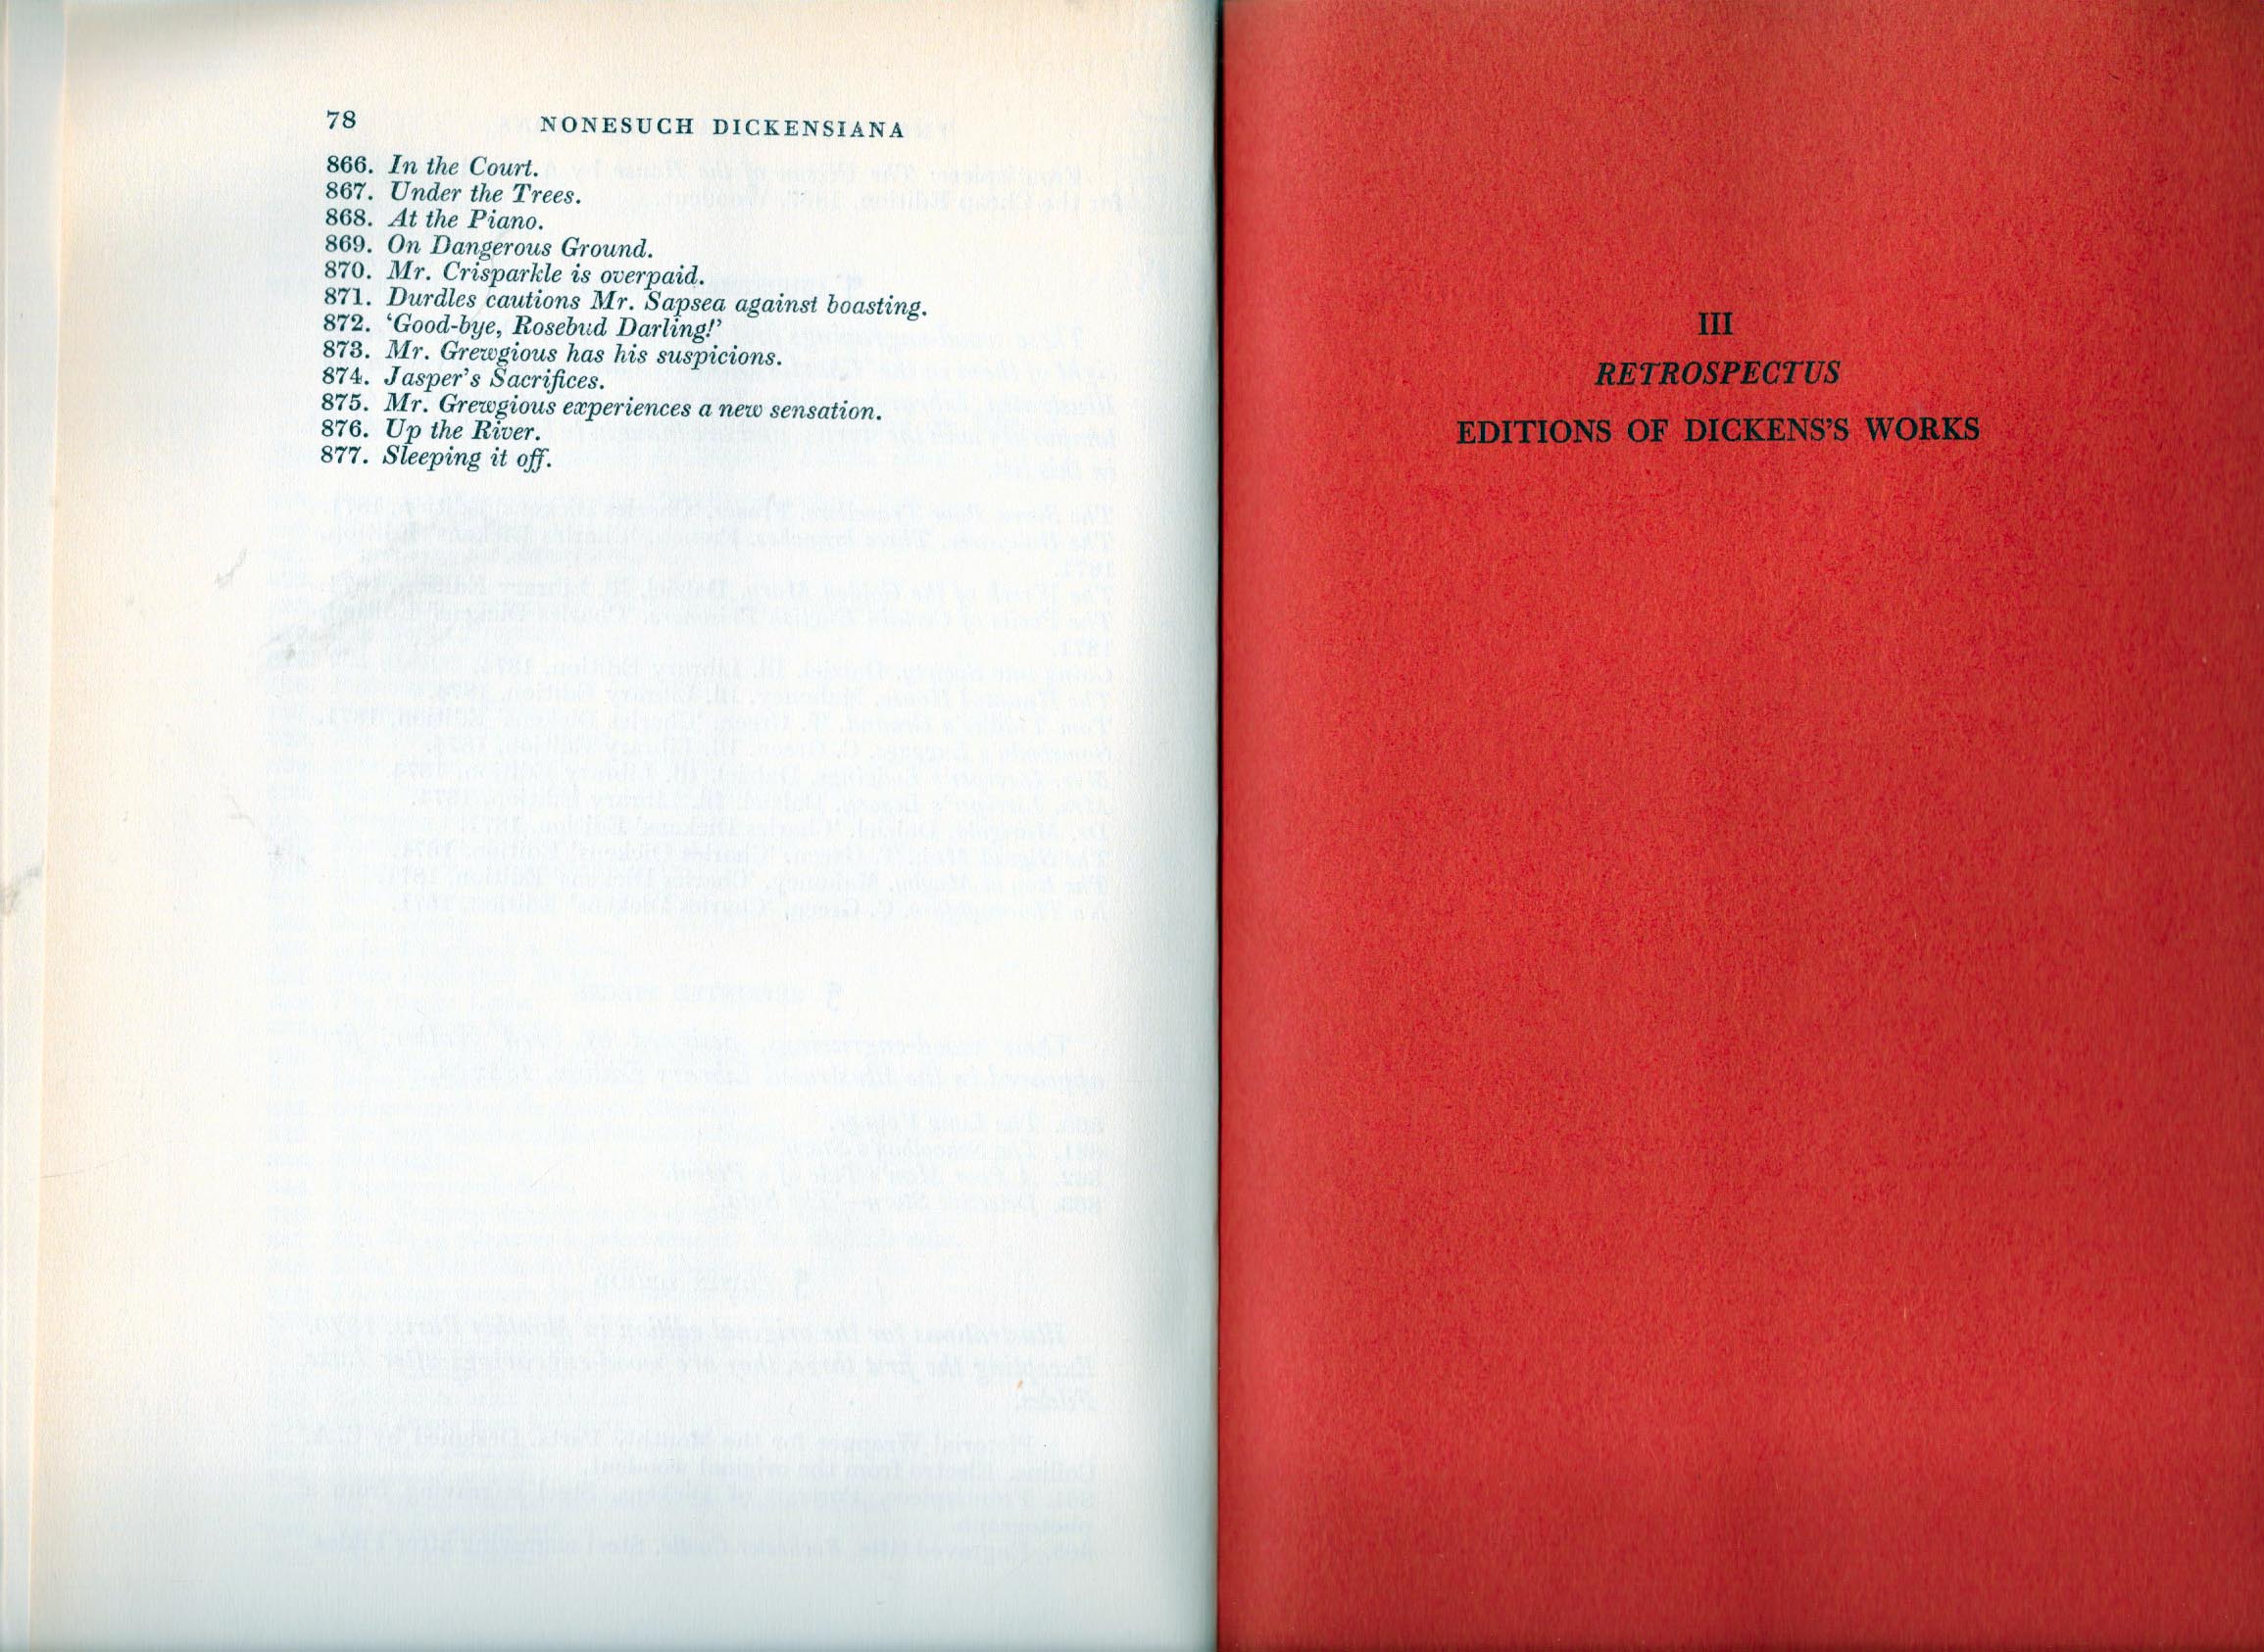 78
NONESUCH DICKENSIANA
866. In the Court.
867. Under the Trees.
868. At the Piano.
869. On Dangerous Ground.
870. Mr. Crisparkle is overpaid.
871. Durdles cautions Mr. Sapsea against boasting.
872. ‘Good-bye, Rosebud Darling!’
873. Mr. Grewgious has his suspicions.
874. Jasper’s Sacrifices.
875. Mr. Grewgious experiences a new sensation.
876. Up the River.
877. Sleeping it off.
III
RETROSPECTUS
EDITIONS OF DICKENS’S WORKS